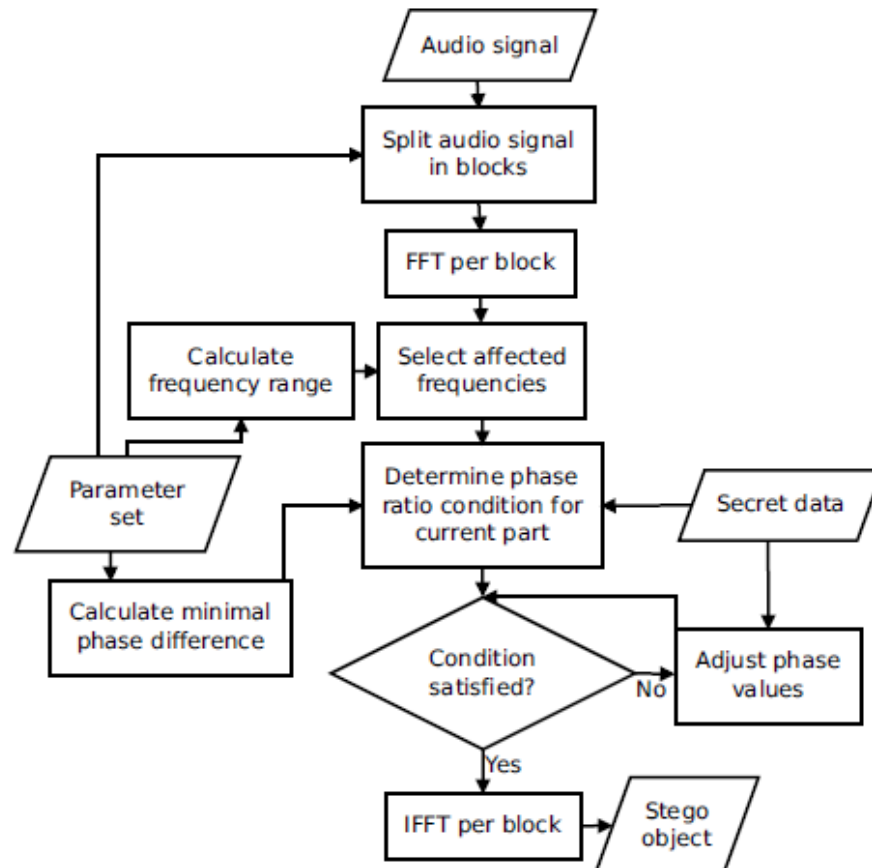 Audio signal
Split audio signal
in blocks
FFT per block
Calculate
frequency range
Select affected
frequencies
Parameter
set
Determine phase
ratio condition for
current part
Secret data
Calculate minimal
phase difference
Condition
satisfied?
No
Adjust phase
values
Yes
IFFT per block
Stego
object